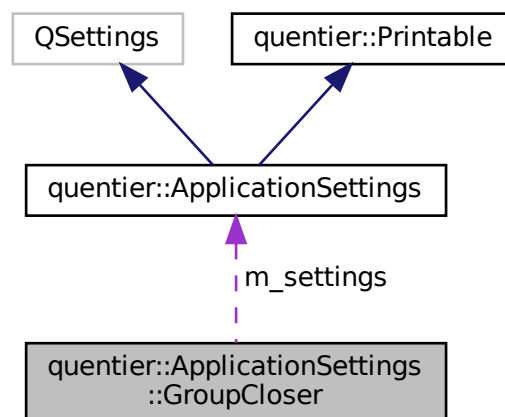 QSettings
quentier::Printable
quentier::ApplicationSettings
m_settings
quentier::ApplicationSettings
::GroupCloser